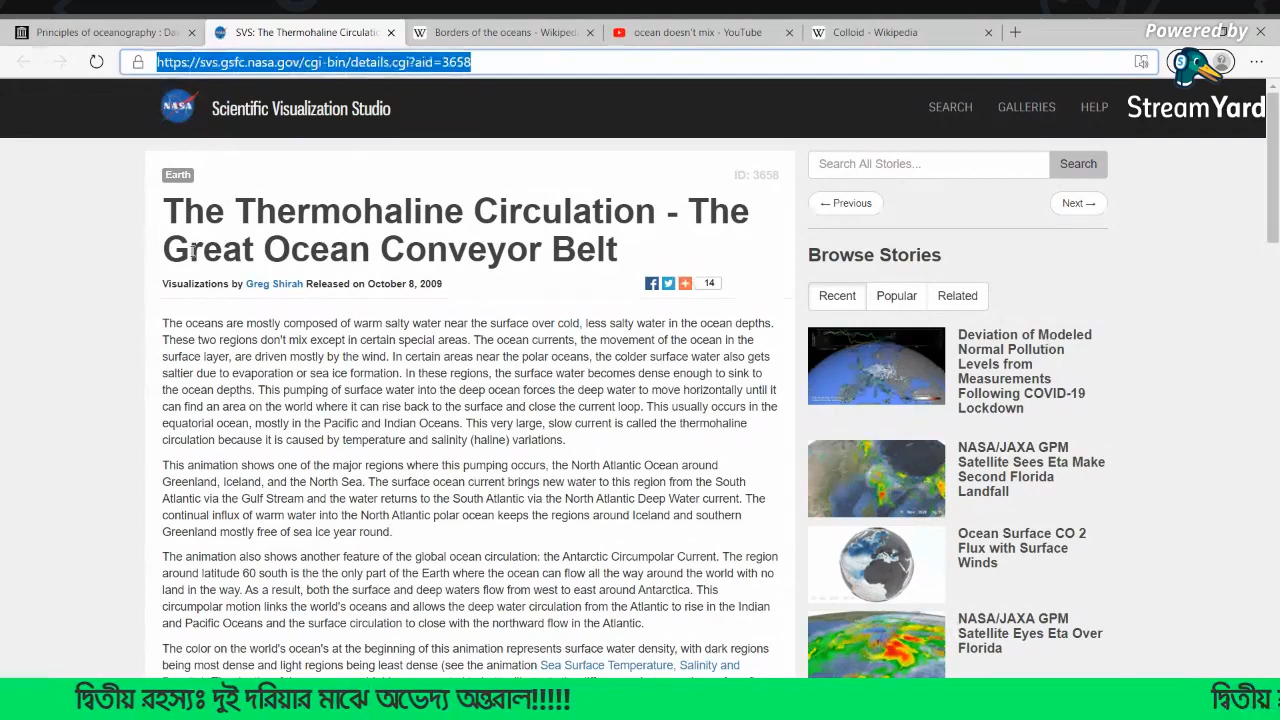 Powered by
Principles of oceanography : Da
SVS: The Thermohaline Circulatio
Borders of the oceans - Wikiped
ocean doesn't mix - YouTube
Colloid - Wikipedia
https://svs.gsfc.nasa.gov/cgi-bin/details.cgi?aid=3658
NASA
Scientific Visualization Studio
SEARCH
GALLERIES
HELP
StreamYard
Earth
ID: 3658
The Thermohaline Circulation - The
Great Ocean Conveyor Belt
Visualizations by Greg Shirah Released on October 8, 2009
14
The oceans are mostly composed of warm salty water near the surface over cold, less salty water in the ocean depths.
These two regions don't mix except in certain special areas. The ocean currents, the movement of the ocean in the
surface layer, are driven mostly by the wind. In certain areas near the polar oceans, the colder surface water also gets
saltier due to evaporation or sea ice formation. In these regions, the surface water becomes dense enough to sink to
the ocean depths. This pumping of surface water into the deep ocean forces the deep water to move horizontally until it
can find an area on the world where it can rise back to the surface and close the current loop. This usually occurs in the
equatorial ocean, mostly in the Pacific and Indian Oceans. This very large, slow current is called the thermohaline
circulation because it is caused by temperature and salinity (haline) variations.
This animation shows one of the major regions where this pumping occurs, the North Atlantic Ocean around
Greenland, Iceland, and the North Sea. The surface ocean current brings new water to this region from the South
Atlantic via the Gulf Stream and the water returns to the South Atlantic via the North Atlantic Deep Water current. The
continual influx of warm water into the North Atlantic polar ocean keeps the regions around Iceland and southern
Greenland mostly free of sea ice year round.
The animation also shows another feature of the global ocean circulation: the Antarctic Circumpolar Current. The region
around latitude 60 south is the the only part of the Earth where the ocean can flow all the way around the world with no
land in the way. As a result, both the surface and deep waters flow from west to east around Antarctica. This
circumpolar motion links the world's oceans and allows the deep water circulation from the Atlantic to rise in the Indian
and Pacific Oceans and the surface circulation to close with the northward flow in the Atlantic.
The color on the world's ocean's at the beginning of this animation represents surface water density, with dark regions
being most dense and light regions being least dense (see the animation Sea Surface Temperature, Salinity and
Search All Stories...
Search
← Previous
Next →
Browse Stories
Recent
Popular
Related
Deviation of Modeled
Normal Pollution
Levels from
Measurements
Following COVID-19
Lockdown
NASA/JAXA GPM
Satellite Sees Eta Make
Second Florida
Landfall
Ocean Surface CO 2
Flux with Surface
Winds
NASA/JAXA GPM
Satellite Eyes Eta Over
Florida
দ্বিতীয় রহস্যঃ দুই দরিয়ার মাঝে অভেদ্য অন্তরাল!!!!!
দ্বিতীয়